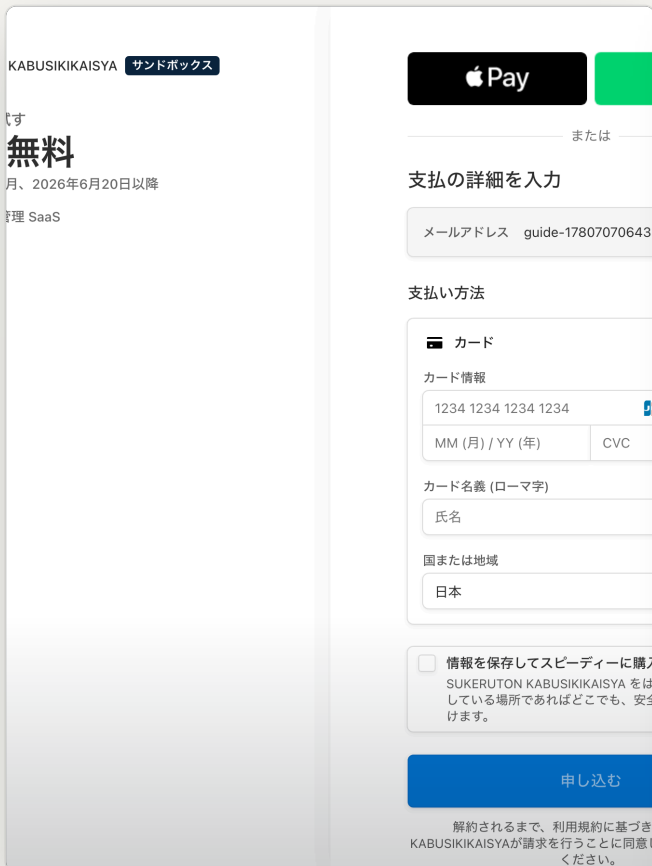 KABUSIKIKAISYA サンドボックス
試す
無料
月、2026年6月20日以降
管理 SaaS
Pay
または
支払の詳細を入力
メールアドレス guide-17807070643
支払い方法
カード
カード情報
1234 1234 1234 1234
MM (月) / YY (年) CVC
カード名義 (ローマ字)
氏名
国または地域
日本
情報を保存してスピーディーに購入
SUKERUTON KABUSIKIKAISYA をは
している場所であればどこでも、安全
けます。
申し込む
解約されるまで、利用規約に基づき
KABUSIKIKAISYAが請求を行うことに同意し
ください。